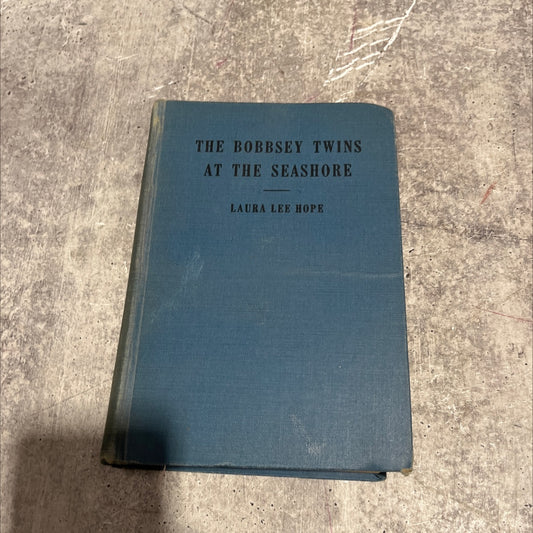 THE BOBBSEY TWINS
AT THE SEASHORE
LAURA LEE HOPE